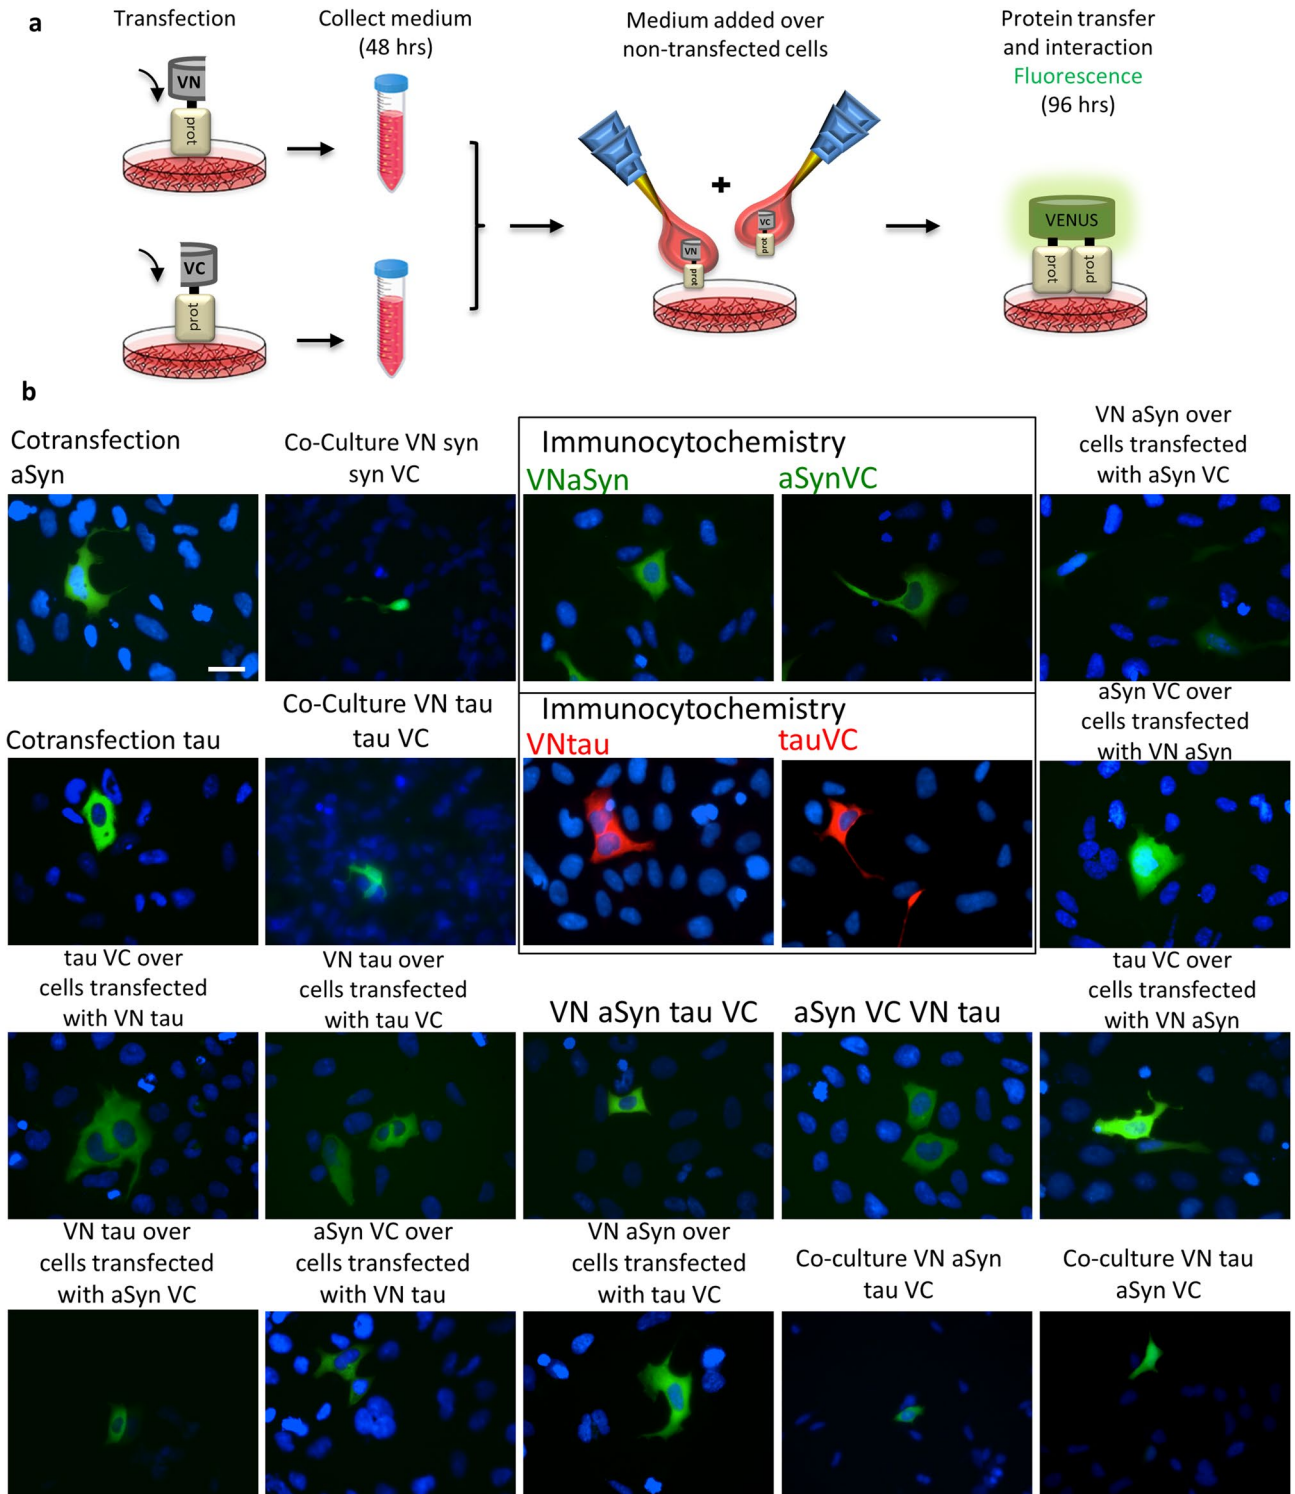 a
Transfection
Collect medium
(48 hrs)
Medium added over
non-transfected cells
Protein transfer
and interaction
Fluorescence
(96 hrs)
VN
prot
VC
prot
+
VN
prot
VC
prot
VENUS
prot
prot
b
Cotransfection
aSyn
Co-Culture VN syn
syn VC
Immunocytochemistry
VNaSyn
aSynVC
VN aSyn over
cells transfected
with aSyn VC
Cotransfection tau
Co-Culture VN tau
tau VC
Immunocytochemistry
VNtau
tauVC
aSyn VC over
cells transfected
with VN aSyn
tau VC over
cells transfected
with VN tau
VN tau over
cells transfected
with tau VC
VN aSyn tau VC
aSyn VC VN tau
tau VC over
cells transfected
with VN aSyn
VN tau over
cells transfected
with aSyn VC
aSyn VC over
cells transfected
with VN tau
VN aSyn over
cells transfected
with tau VC
Co-culture VN aSyn
tau VC
Co-culture VN tau
aSyn VC